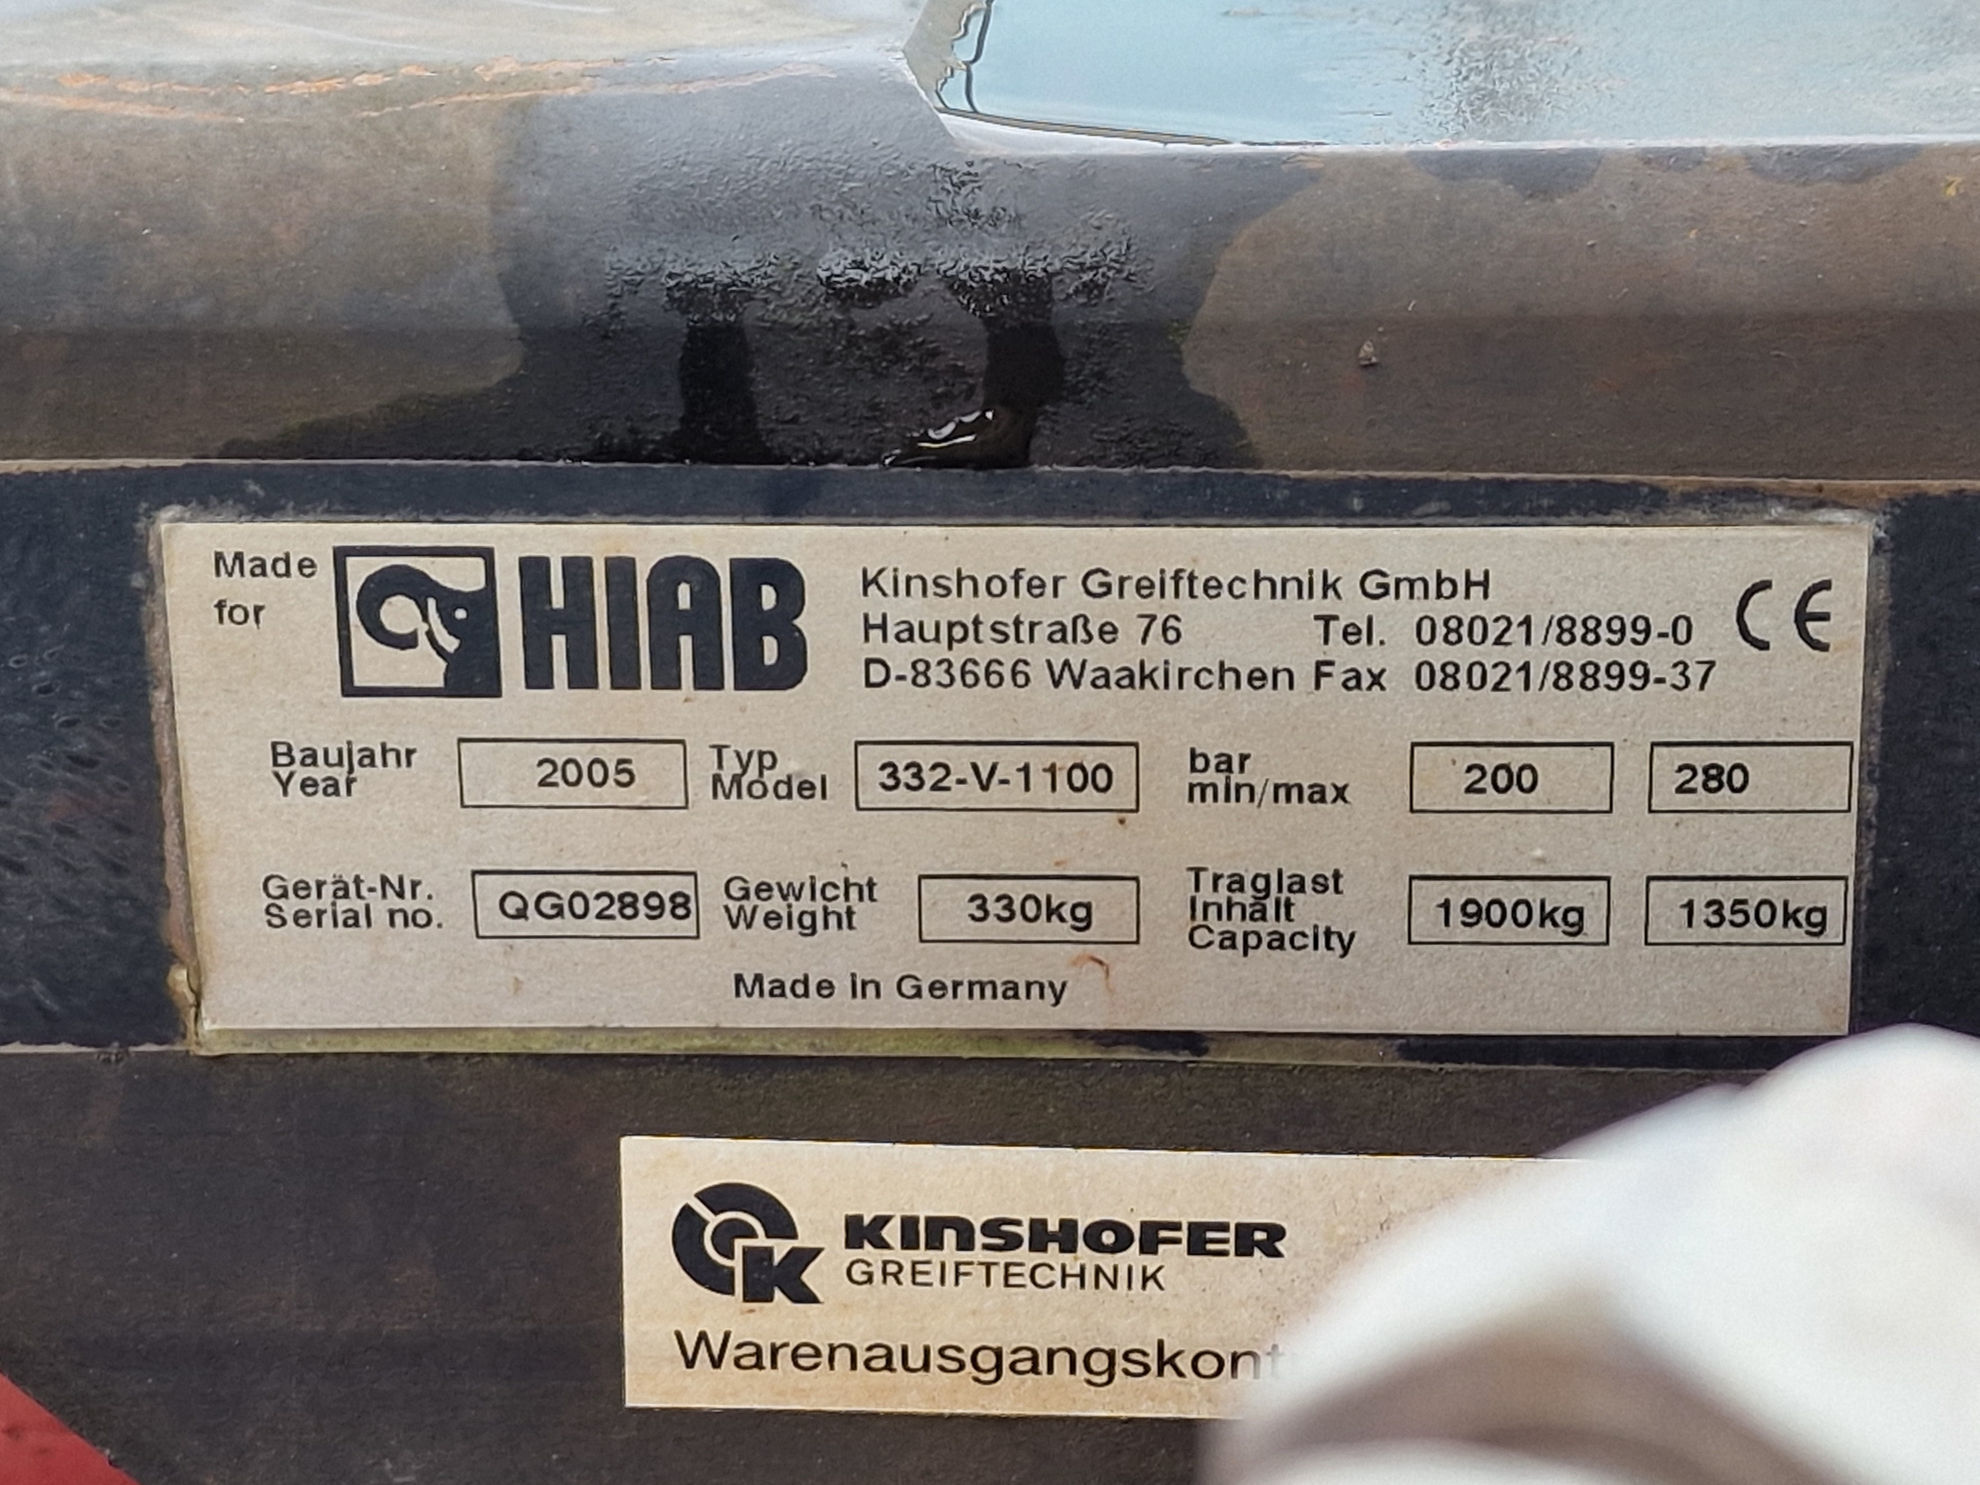 Made for
HIAB
Kinshofer Greiftechnik GmbH
Hauptstraße 76 Tel. 08021/8899-0
D-83666 Waakirchen Fax 08021/8899-37
CE
Baujahr
Year
2005
Typ
Model
332-V-1100
bar
min/max
200
280
Gerät-Nr.
Serial no.
QG02898
Gewicht
Weight
330kg
Traglast
Inhalt
Capacity
1900kg
1350kg
Made in Germany
KINSHOFER
GREIFTECHNIK